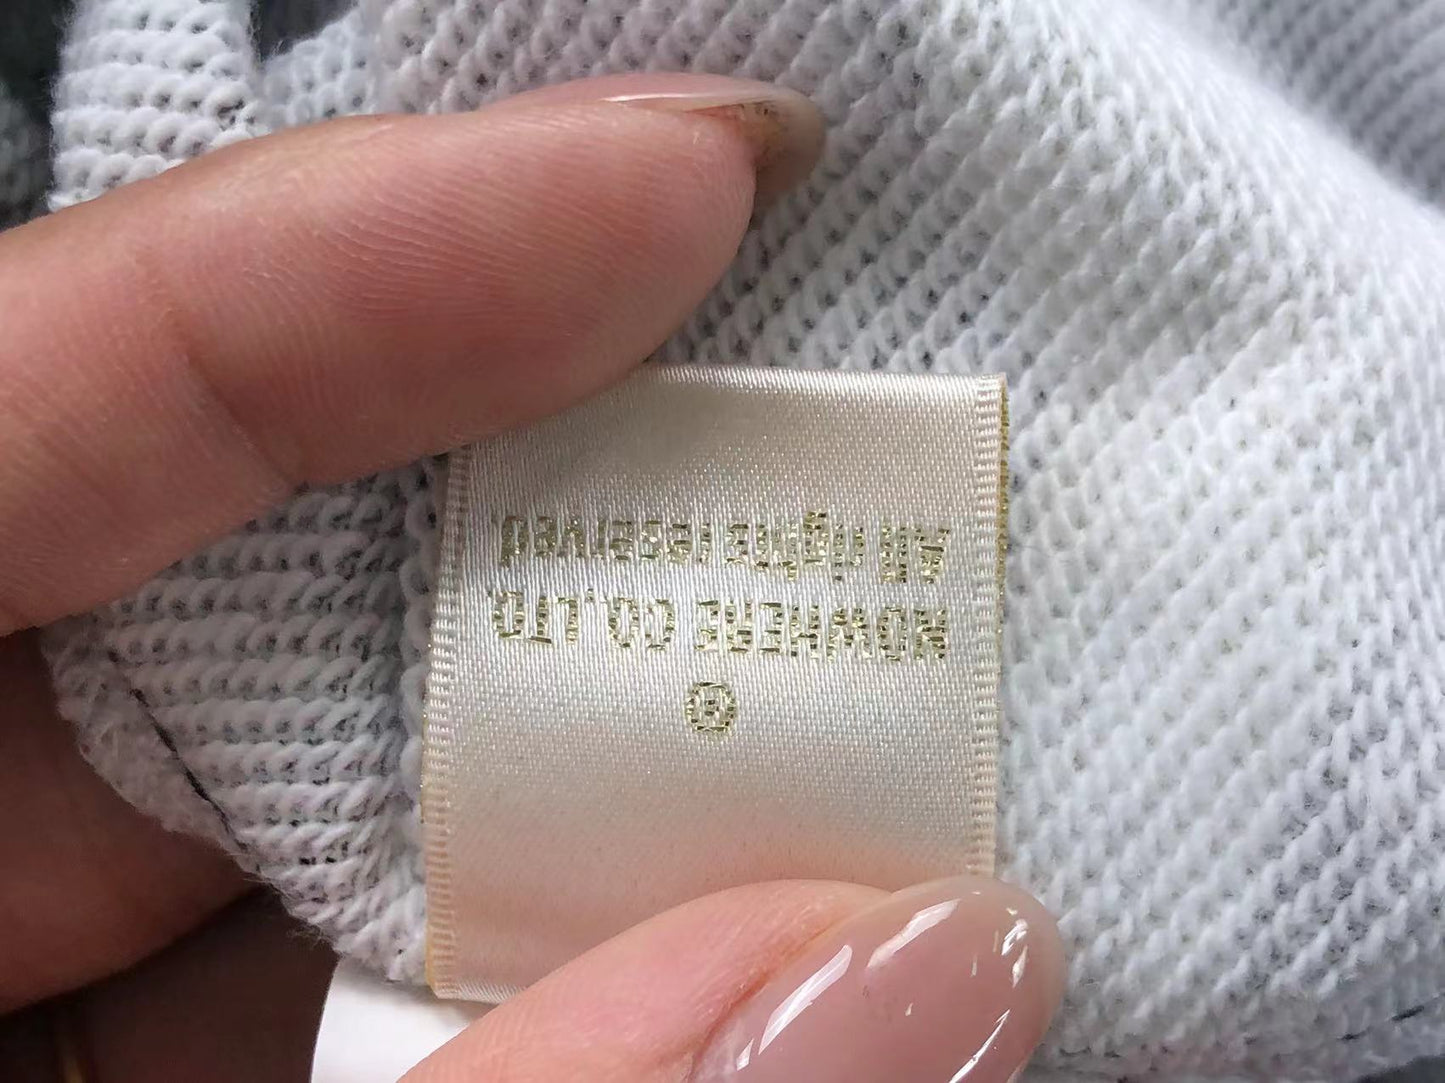 ®
NOWHERE CO.,LTD.
All rights reserved.